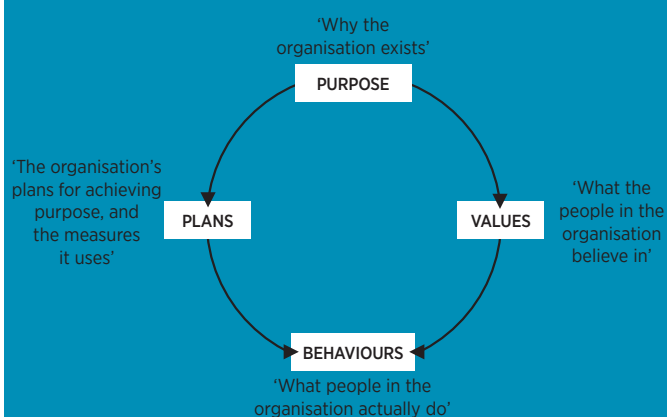 ‘Why the
organisation exists’
PURPOSE
‘The organisation’s
plans for achieving
purpose, and
the measures
it uses’
PLANS
VALUES
‘What the
people in the
organisation
believe in’
BEHAVIOURS
‘What people in the
organisation actually do’